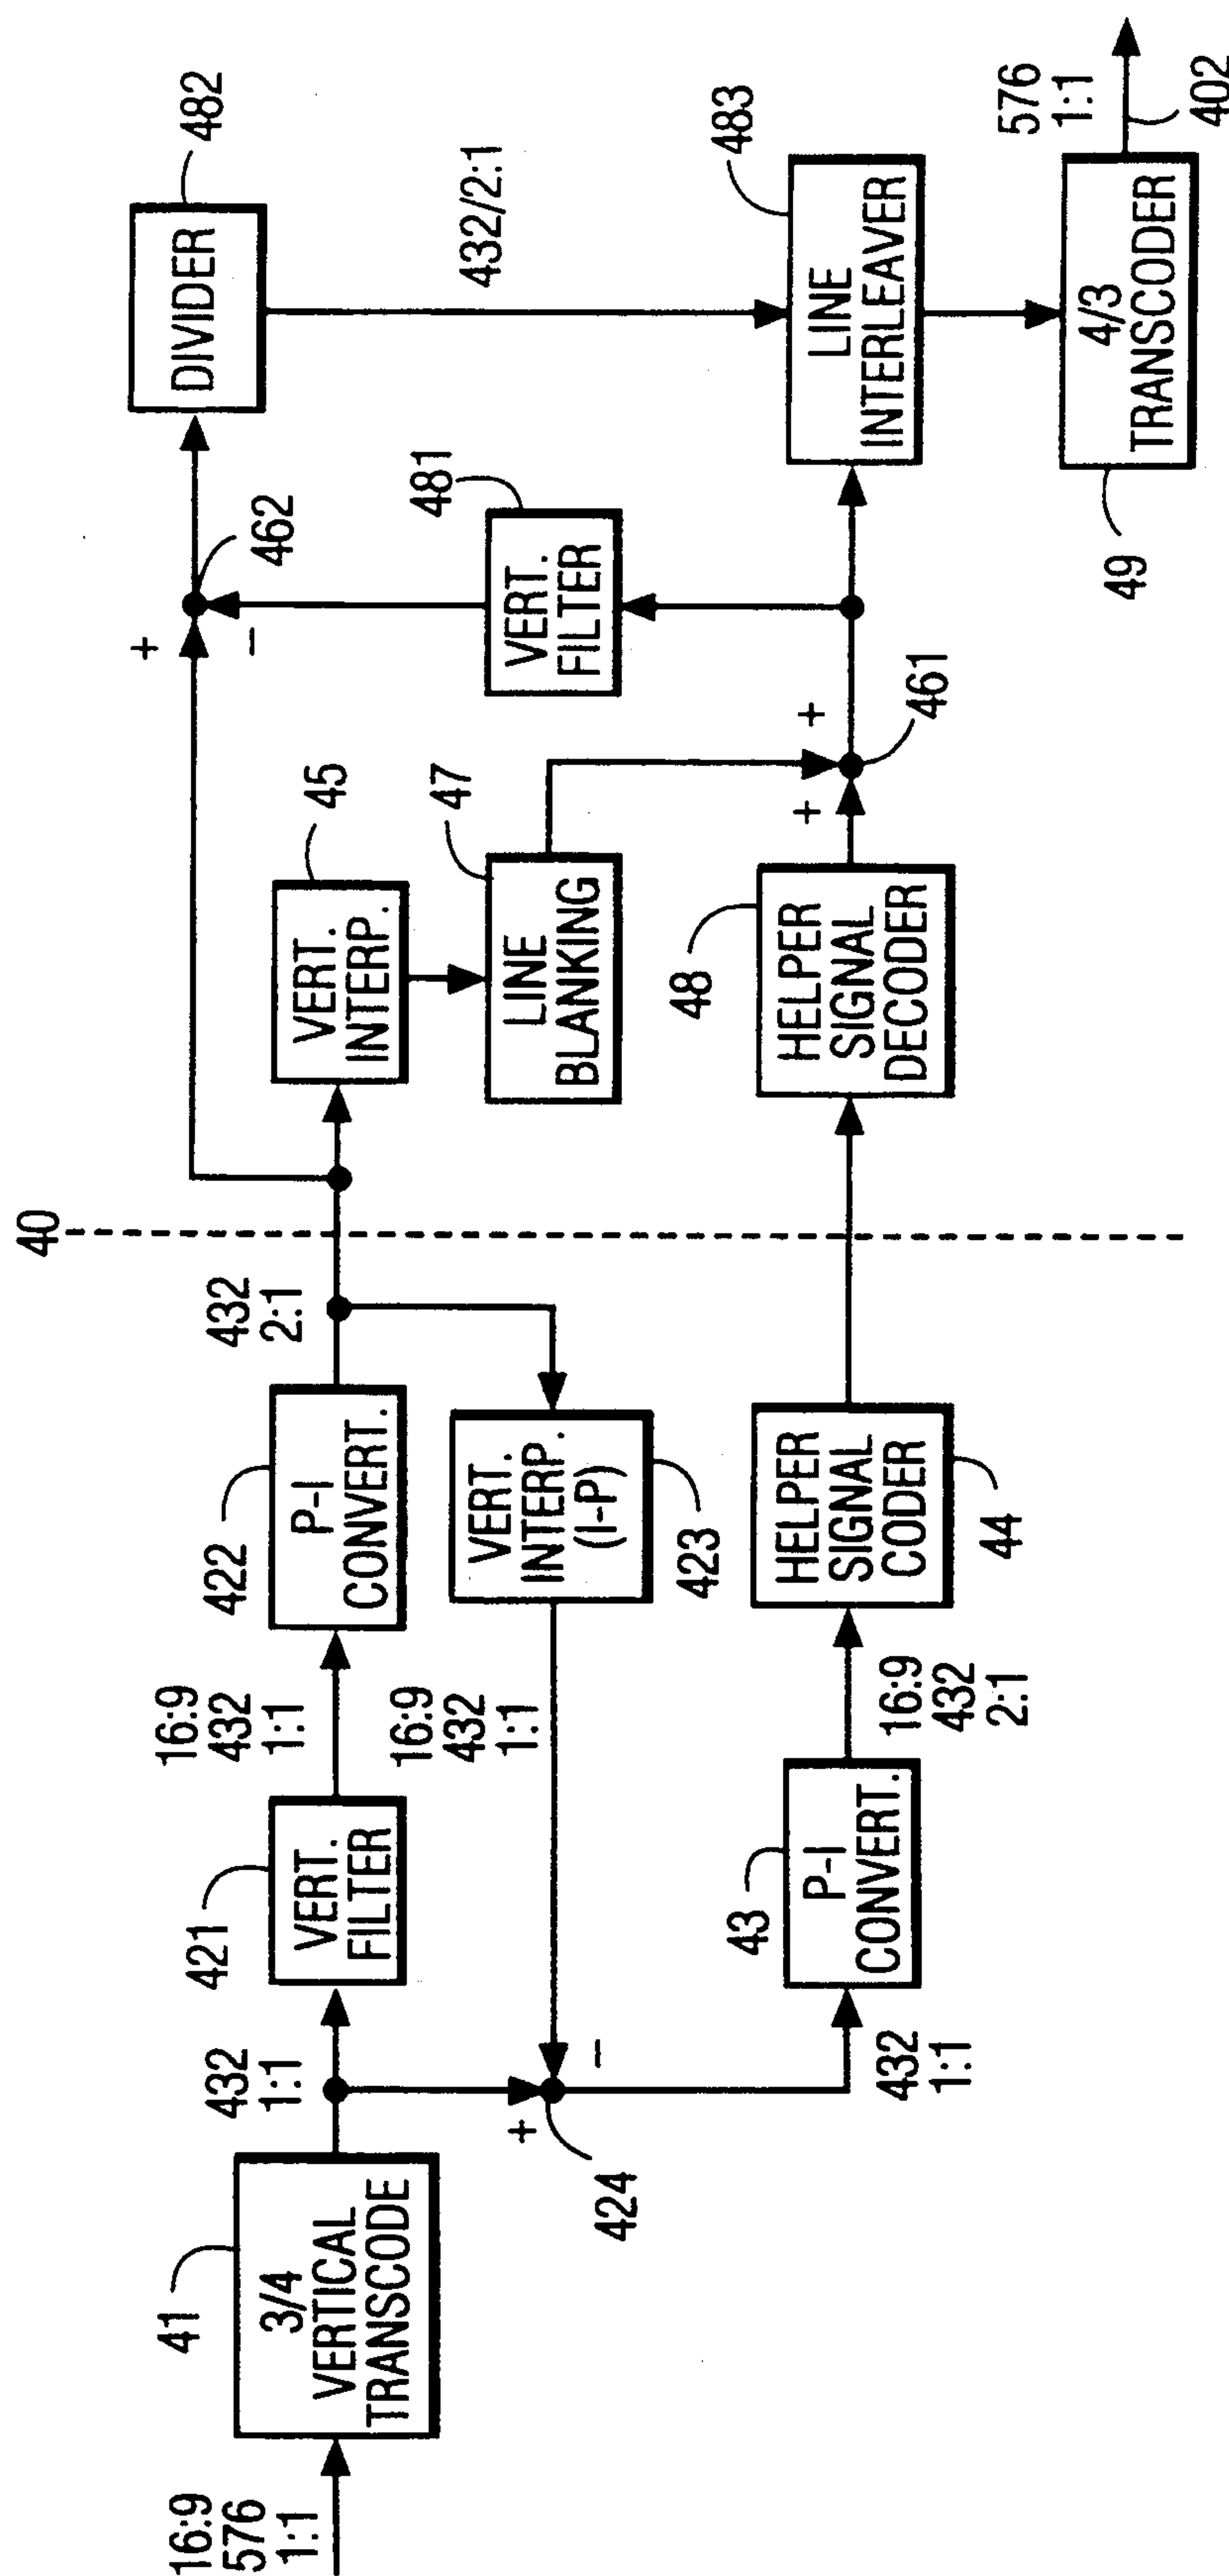 16:9
576
1:1
41
3/4
VERTICAL
TRANSCODE
432
1:1
421
VERT.
FILTER
16:9
432
1:1
422
P-I
CONVERT.
432
2:1
40
+
−
424
16:9
432
1:1
VERT.
INTERP.
(I-P)
423
432
1:1
43
P-I
CONVERT.
16:9
432
2:1
HELPER
SIGNAL
CODER
44
45
VERT.
INTERP.
47
LINE
BLANKING
48
HELPER
SIGNAL
DECODER
+
+
461
VERT.
FILTER
481
+
−
462
DIVIDER
482
432/2:1
LINE
INTERLEAVER
483
4/3
TRANSCODER
49
576
1:1
402